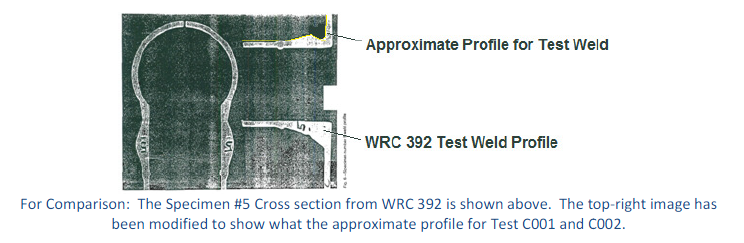 Approximate Profile for Test Weld
WRC 392 Test Weld Profile
For Comparison:  The Specimen #5 Cross section from WRC 392 is shown above.  The top-right image has
been modified to show what the approximate profile for Test C001 and C002.